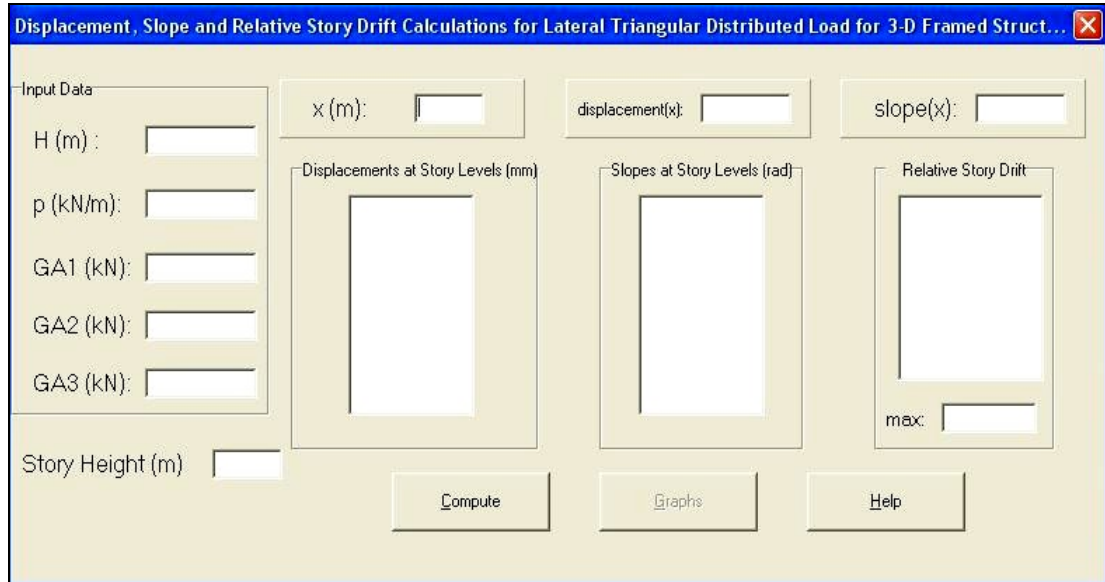 Displacement, Slope and Relative Story Drift Calculations for Lateral Triangular Distributed Load for 3-D Framed Struct...
Input Data
H (m) :
p (kN/m):
GA1 (kN):
GA2 (kN):
GA3 (kN):
Story Height (m)
x (m):
displacement(x):
slope(x):
Displacements at Story Levels (mm)
Slopes at Story Levels (rad)
Relative Story Drift
max:
Compute
Graphs
Help